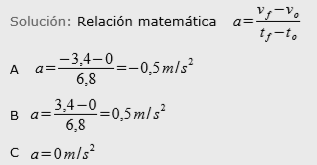 Solución: Relación matemática a = (v_f − v_o) / (t_f − t_o)
A a = (−3,4−0) / 6,8 = −0,5 m/s²
B a = (3,4−0) / 6,8 = 0,5 m/s²
C a = 0 m/s²